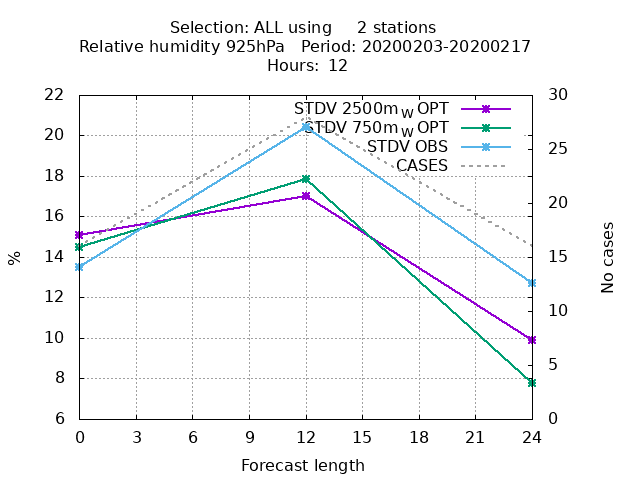 Selection: ALL using     2 stations
Relative humidity 925hPa   Period: 20200203-20200217
Hours: 12
22 30
STDV 2500m_W OPT
STDV 750m_W OPT
STDV OBS
CASES
20 25
18
16 20
14 15
12
10 10
8 5
6 0
%
No cases
0 3 6 9 12 15 18 21 24
Forecast length